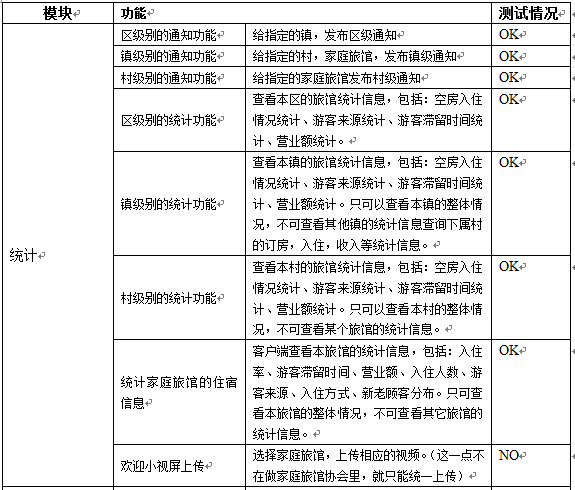 模块 功能 测试情况
区级别的通知功能 给指定的镇，发布区级通知 OK
镇级别的通知功能 给指定的村，家庭旅馆，发布镇级通知 OK
村级别的通知功能 给指定的家庭旅馆发布村级通知 OK
统计
区级别的统计功能
查看本区的旅馆统计信息，包括：空房入住
情况统计、游客来源统计、游客滞留时间统
计、营业额统计。
OK
镇级别的统计功能
查看本镇的旅馆统计信息，包括：空房入住
情况统计、游客来源统计、游客滞留时间统
计、营业额统计。只可以查看本镇的整体情
况，不可查看其他镇的统计信息查询下属村
的订房，入住，收入等统计信息。
OK
村级别的统计功能
查看本村的旅馆统计信息，包括：空房入住
情况统计、游客来源统计、游客滞留时间统
计、营业额统计。只可以查看本村的整体情
况，不可查看某个旅馆的统计信息。
OK
统计家庭旅馆的住宿
信息
客户端查看本旅馆的统计信息，包括：入住
率、游客滞留时间、营业额、入住人数、游
客来源、入住方式、新老顾客分布。只可查
看本旅馆的整体情况，不可查看其它旅馆的
统计信息。
OK
欢迎小视屏上传
选择家庭旅馆，上传相应的视频。（这一点不
在做家庭旅馆协会里，就只能统一上传）
NO